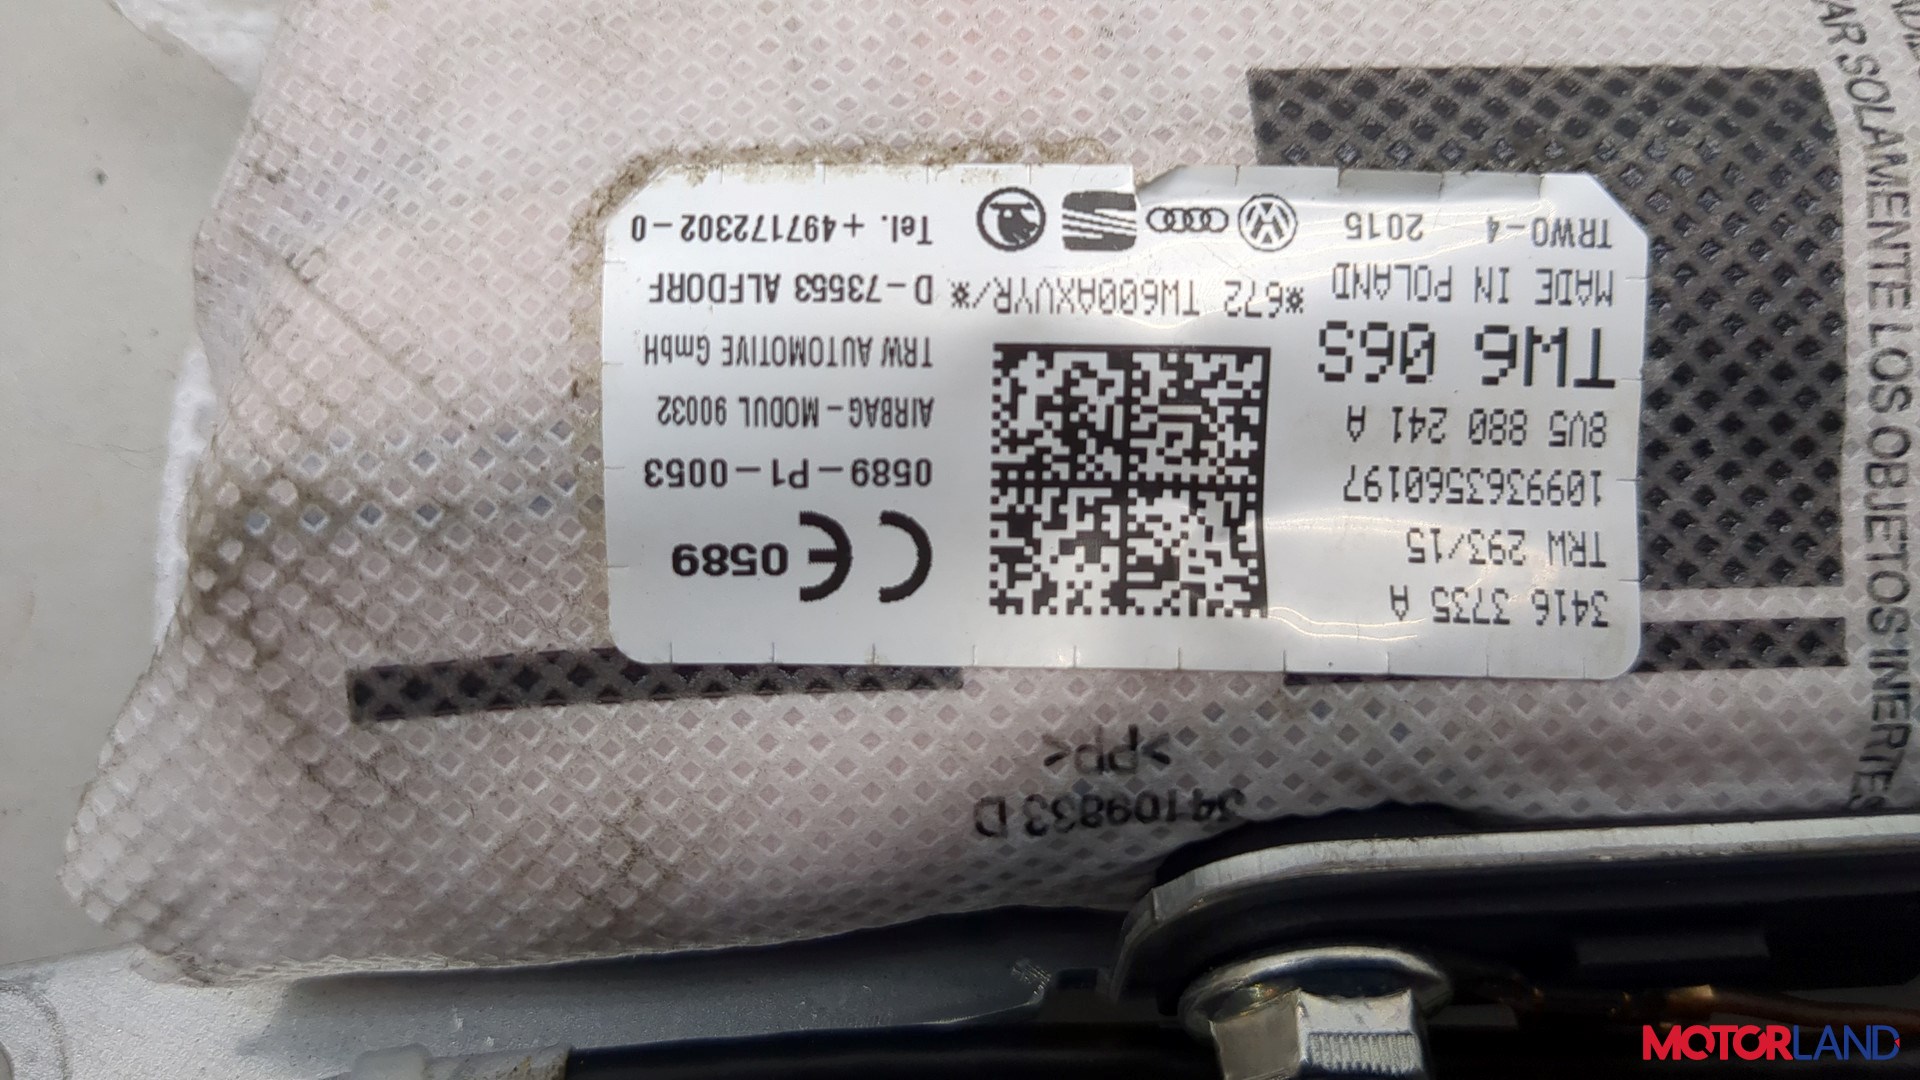 34109833 D
>PP<
3416 3735 A
TRW 293/15
1099363560197
8V5 880 241 A
TW6 06S
MADE IN POLAND
TRWO-4 2015
*672 TW600AXUYR/*
CE 0589
0589-P1-0053
AIRBAG-MODUL 90032
TRW AUTOMOTIVE GmbH
D-73553 ALFDORF
Tel. +497172302-0
SOLAMENTE LOS OBJETOS INERTES
MOTORLAND